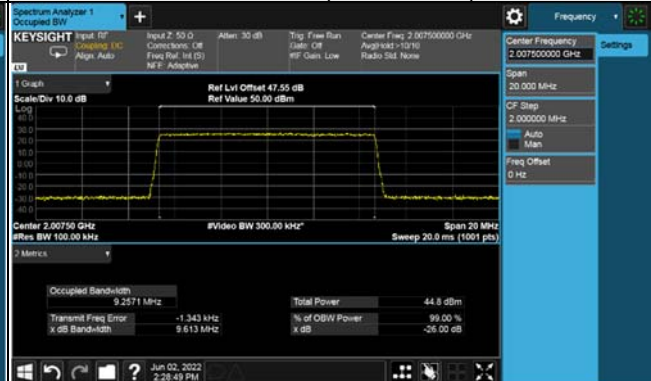 Spectrum Analyzer 1
Occupied BW
Frequency
KEYSIGHT
Input: RF
Coupling: DC
Align: Auto
Input Z: 50 Ω
Corrections: Off
Freq Ref: Int (S)
NFE: Adaptive
Atten: 30 dB
Trig: Free Run
Gate: Off
#IF Gain: Low
Center Freq: 2.007500000 GHz
Avg|Hold:>10/10
Radio Std: None
Center Frequency
2.007500000 GHz
Settings
Span
20.000 MHz
CF Step
2.000000 MHz
Auto
Man
Freq Offset
0 Hz
1 Graph
Scale/Div 10.0 dB
Ref Lvl Offset 47.55 dB
Ref Value 50.00 dBm
Log
40.0
30.0
20.0
10.0
0.00
-10.0
-20.0
-30.0
-40.0
Center 2.00750 GHz
#Res BW 100.00 kHz
#Video BW 300.00 kHz*
Span 20 MHz
Sweep 20.0 ms (1001 pts)
2 Metrics
Occupied Bandwidth
9.2571 MHz
Total Power
44.8 dBm
Transmit Freq Error
-1.343 kHz
% of OBW Power
99.00 %
x dB Bandwidth
9.613 MHz
x dB
-26.00 dB
?
Jun 02, 2022
2:28:49 PM